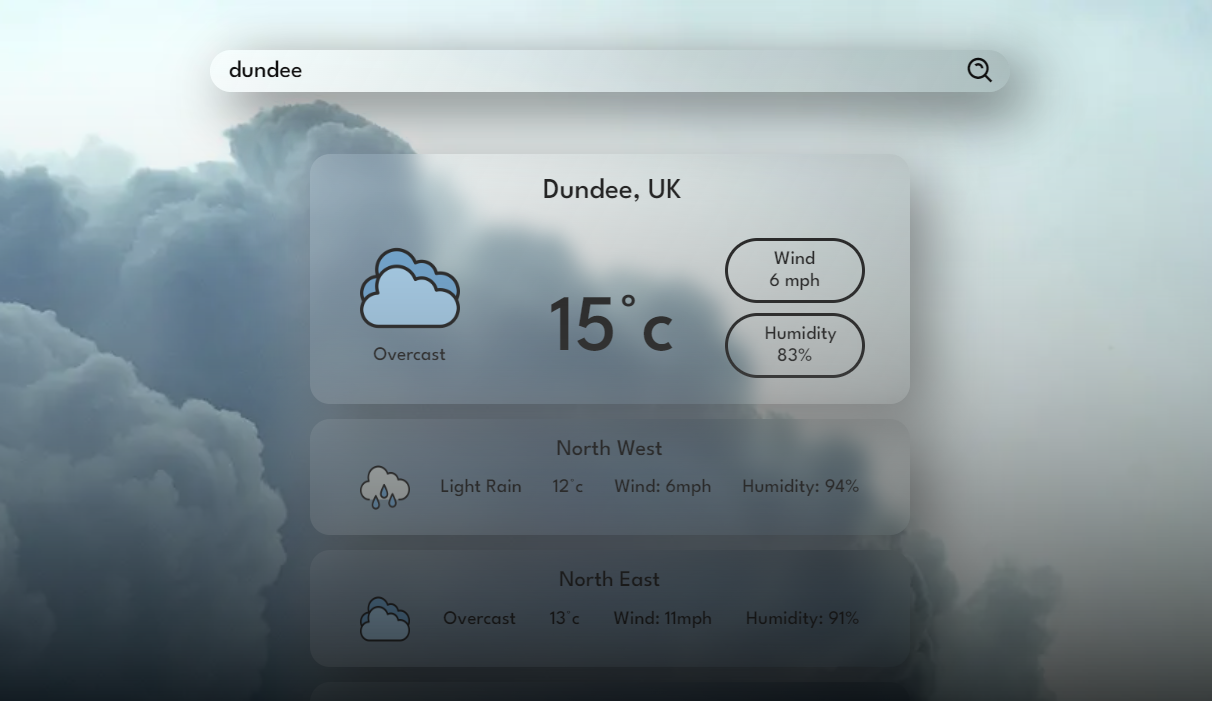 dundee
Dundee, UK
Overcast
15°c
Wind
6 mph
Humidity
83%
North West
Light Rain 12°c Wind: 6mph Humidity: 94%
North East
Overcast 13°c Wind: 11mph Humidity: 91%